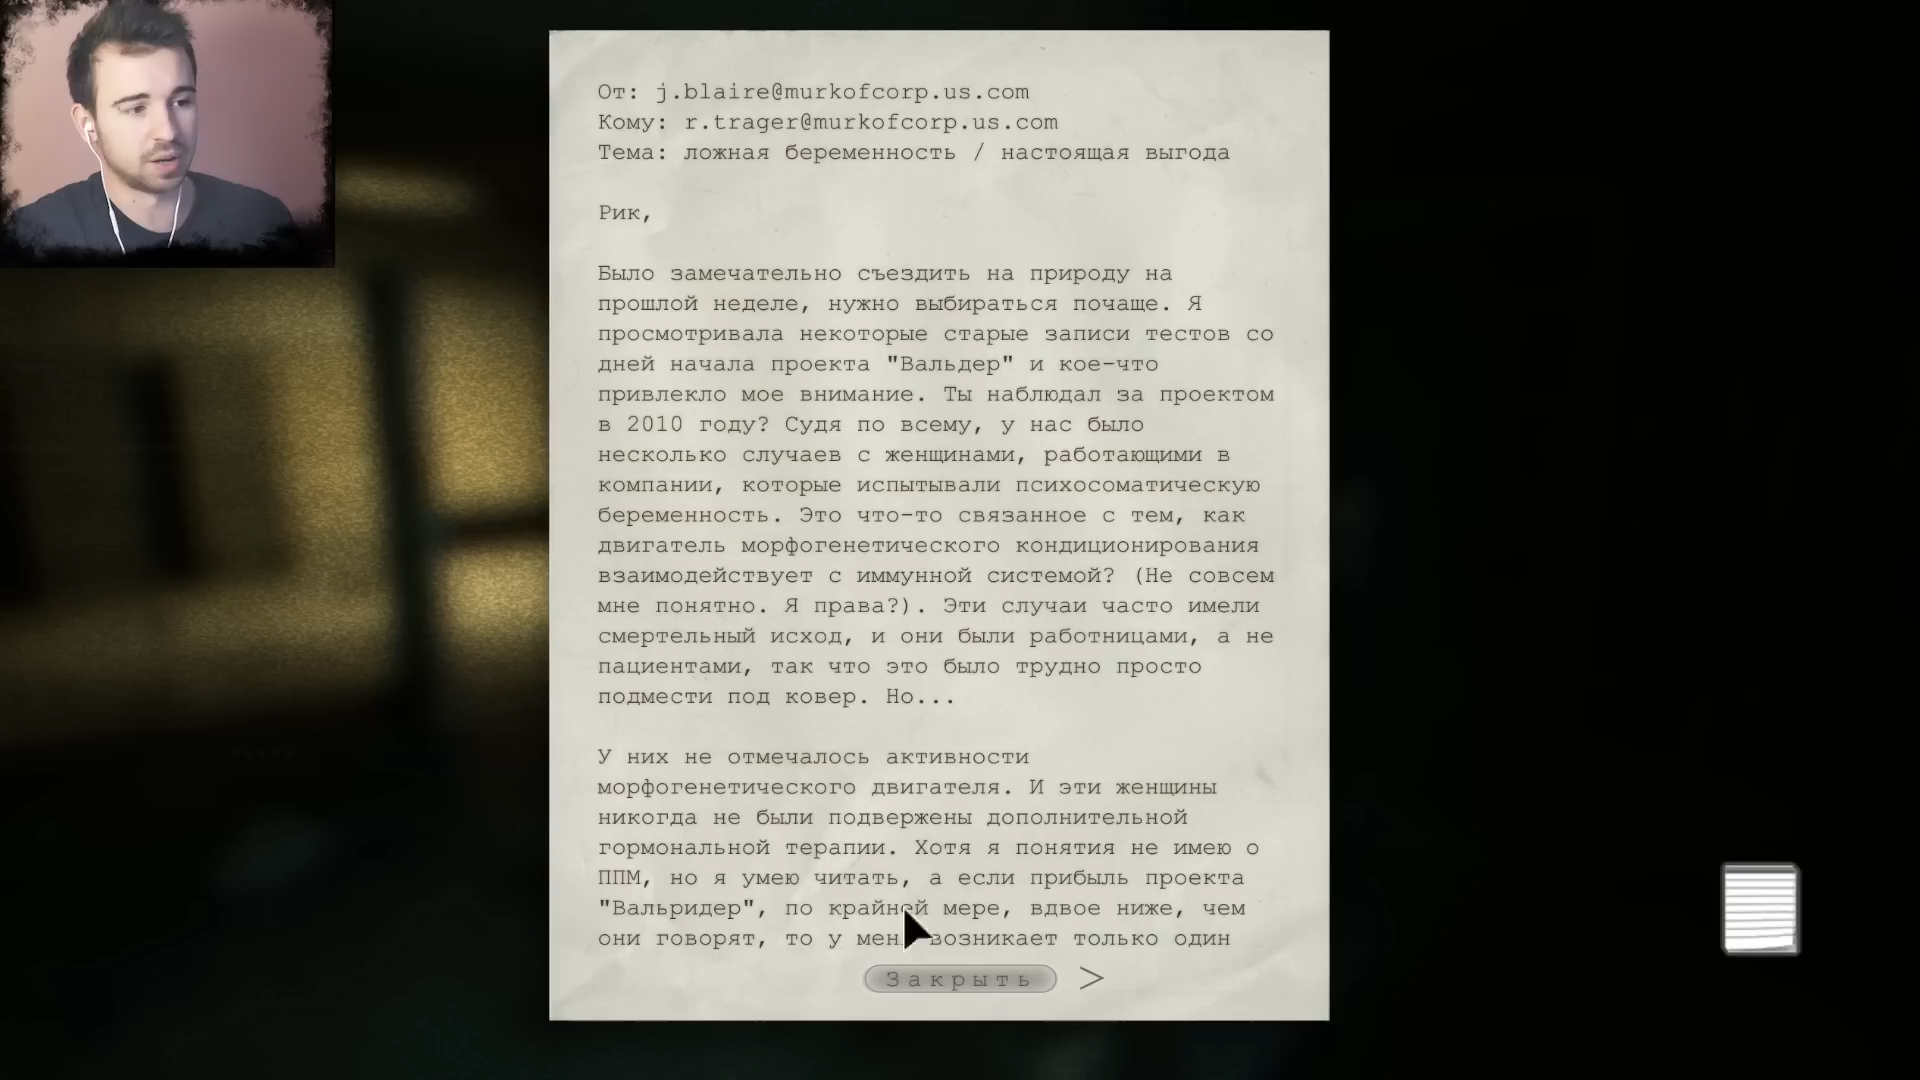 От: j.blaire@murkofcorp.us.com
Кому: r.trager@murkofcorp.us.com
Тема: ложная беременность / настоящая выгода
Рик,
Было замечательно съездить на природу на
прошлой неделе, нужно выбираться почаще. Я
просмотривала некоторые старые записи тестов со
дней начала проекта "Вальдер" и кое-что
привлекло мое внимание. Ты наблюдал за проектом
в 2010 году? Судя по всему, у нас было
несколько случаев с женщинами, работающими в
компании, которые испытывали психосоматическую
беременность. Это что-то связанное с тем, как
двигатель морфогенетического кондиционирования
взаимодействует с иммунной системой? (Не совсем
мне понятно. Я права?). Эти случаи часто имели
смертельный исход, и они были работницами, а не
пациентами, так что это было трудно просто
подмести под ковер. Но...
У них не отмечалось активности
морфогенетического двигателя. И эти женщины
никогда не были подвержены дополнительной
гормональной терапии. Хотя я понятия не имею о
ППМ, но я умею читать, а если прибыль проекта
"Вальридер", по крайней мере, вдвое ниже, чем
они говорят, то у возникает только один
Закрыть >